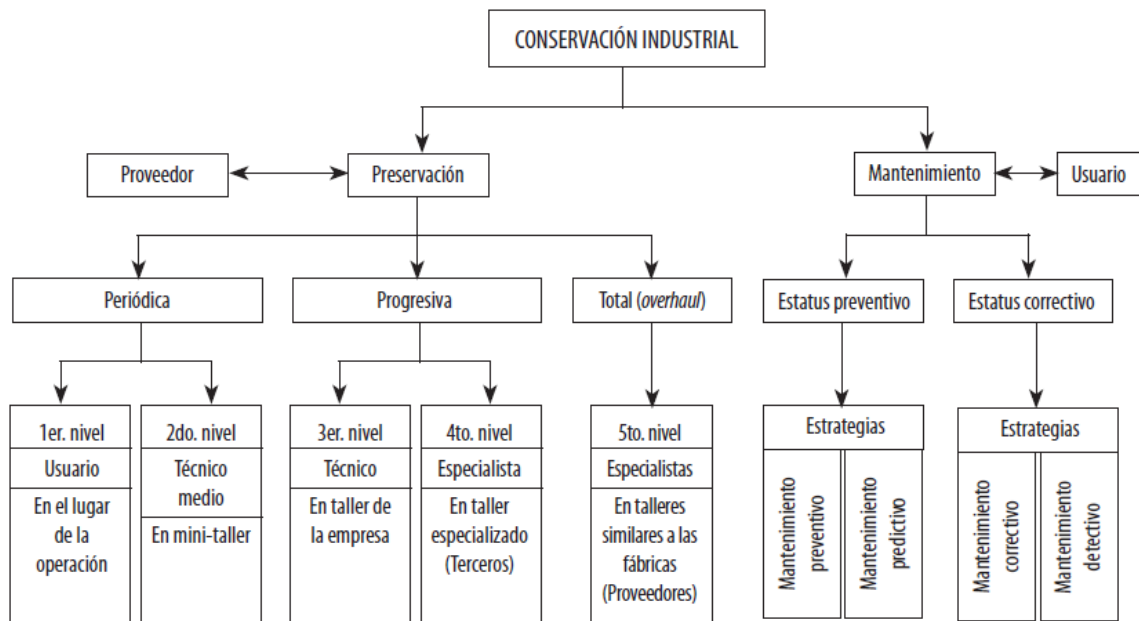 CONSERVACIÓN INDUSTRIAL
Proveedor
Preservación
Mantenimiento
Usuario
Periódica
Progresiva
Total (overhaul)
Estatus preventivo
Estatus correctivo
1er. nivel
Usuario
En el lugar
de la
operación
2do. nivel
Técnico
medio
En mini-taller
3er. nivel
Técnico
En taller de
la empresa
4to. nivel
Especialista
En taller
especializado
(Terceros)
5to. nivel
Especialistas
En talleres
similares a las
fábricas
(Proveedores)
Estrategias
Mantenimiento
preventivo
Mantenimiento
predictivo
Estrategias
Mantenimiento
correctivo
Mantenimiento
detectivo